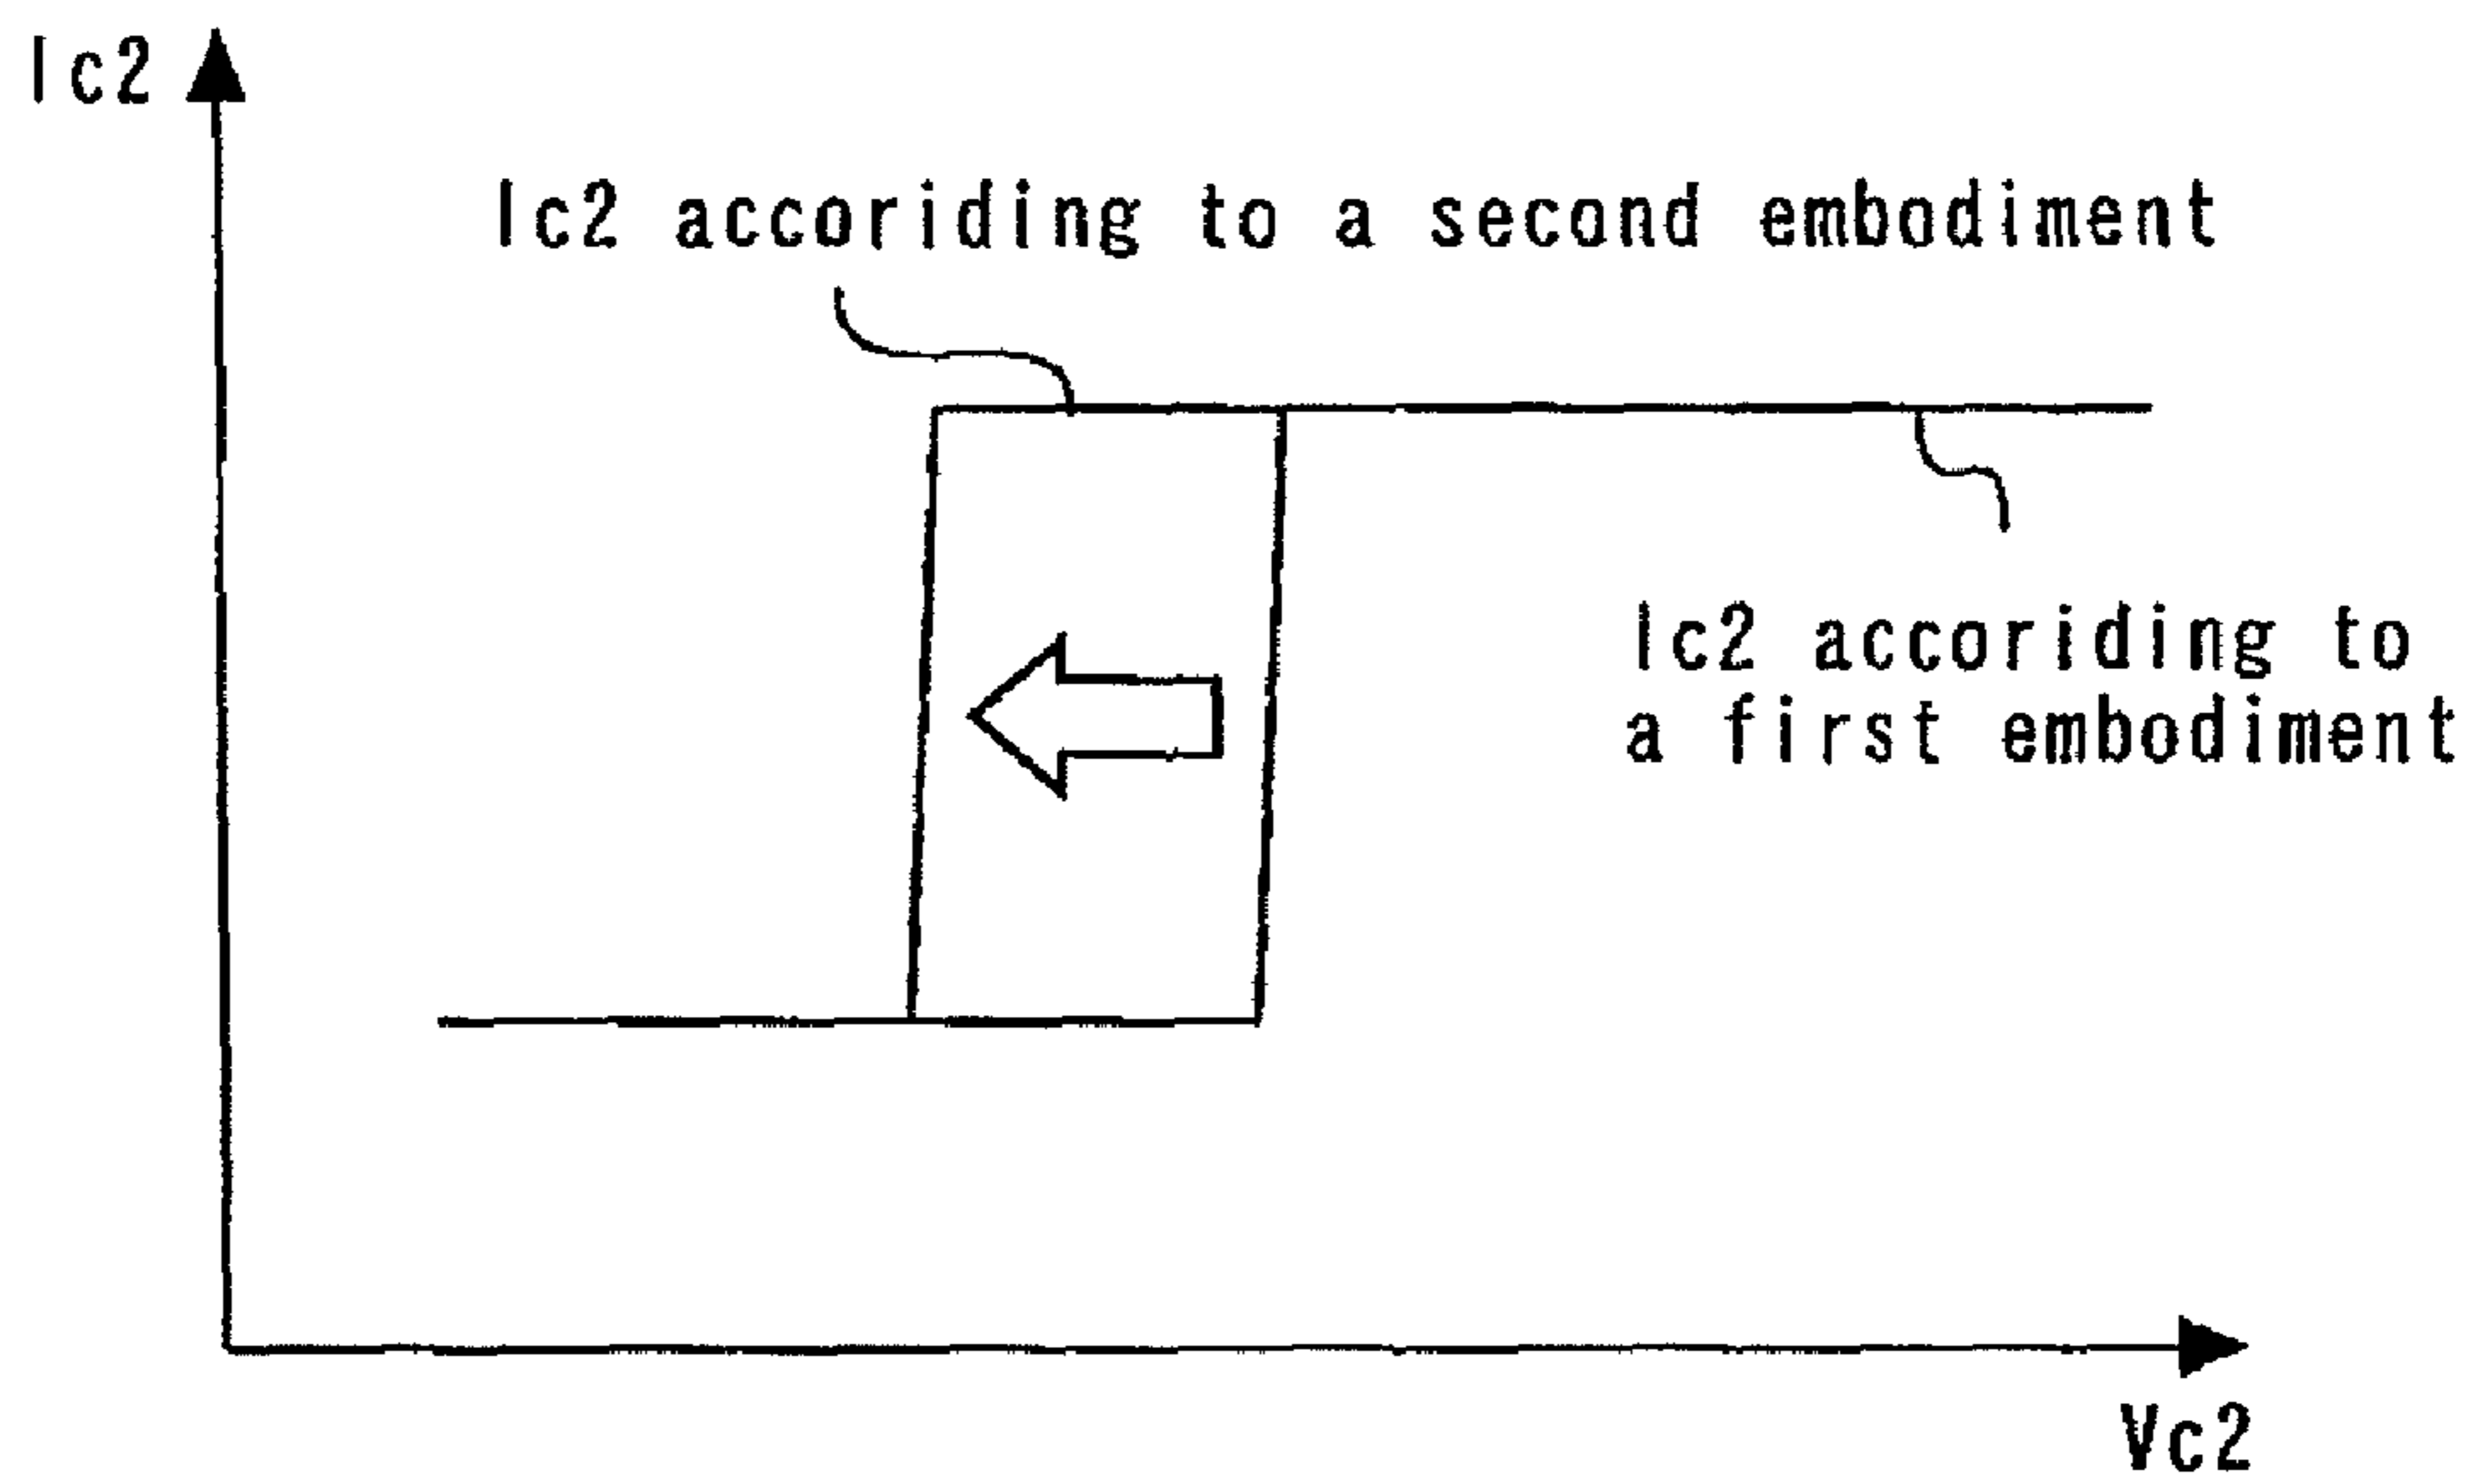 Ic2
Ic2 accoriding to a second embodiment
Ic2 accoriding to
a first embodiment
Vc2